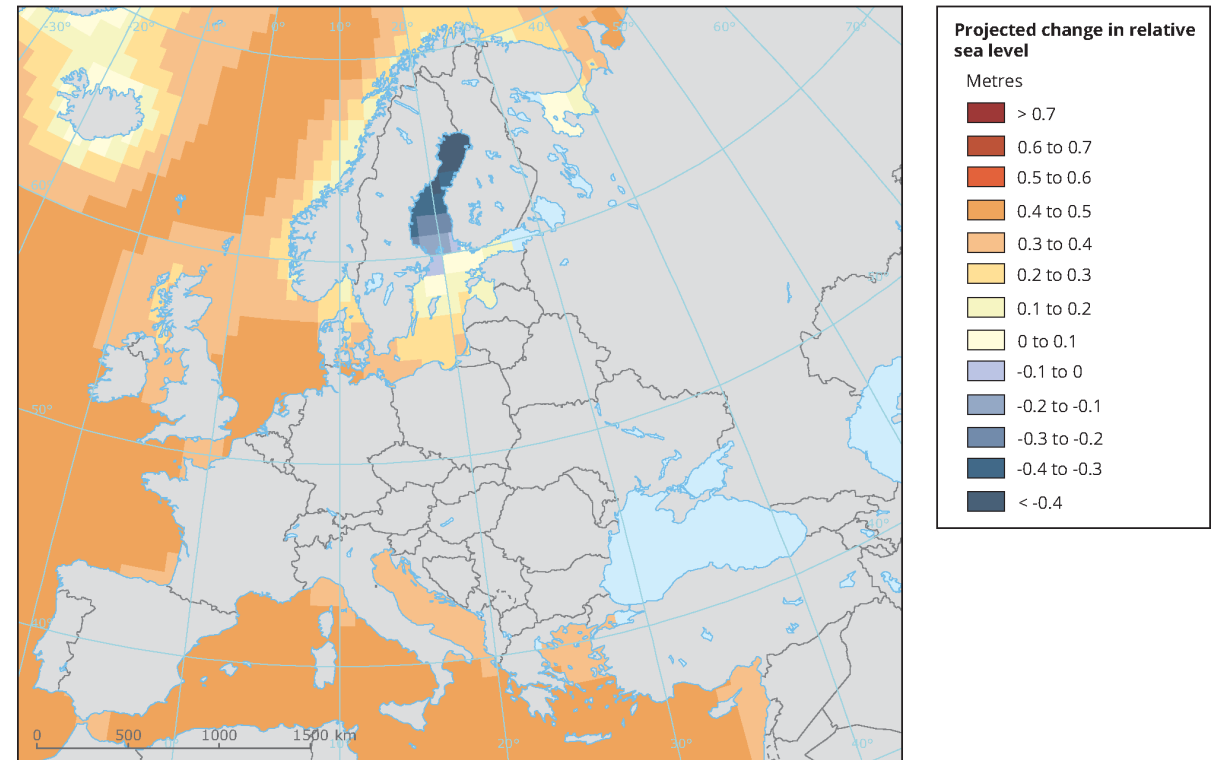 -30°
-20°
-10°
0°
10°
20°
30°
40°
50°
60°
70°
60°
50°
50°
40°
40°
0
500
1000
1500 km
0°
10°
20°
30°
40°
Projected change in relative
sea level
Metres
> 0.7
0.6 to 0.7
0.5 to 0.6
0.4 to 0.5
0.3 to 0.4
0.2 to 0.3
0.1 to 0.2
0 to 0.1
-0.1 to 0
-0.2 to -0.1
-0.3 to -0.2
-0.4 to -0.3
< -0.4